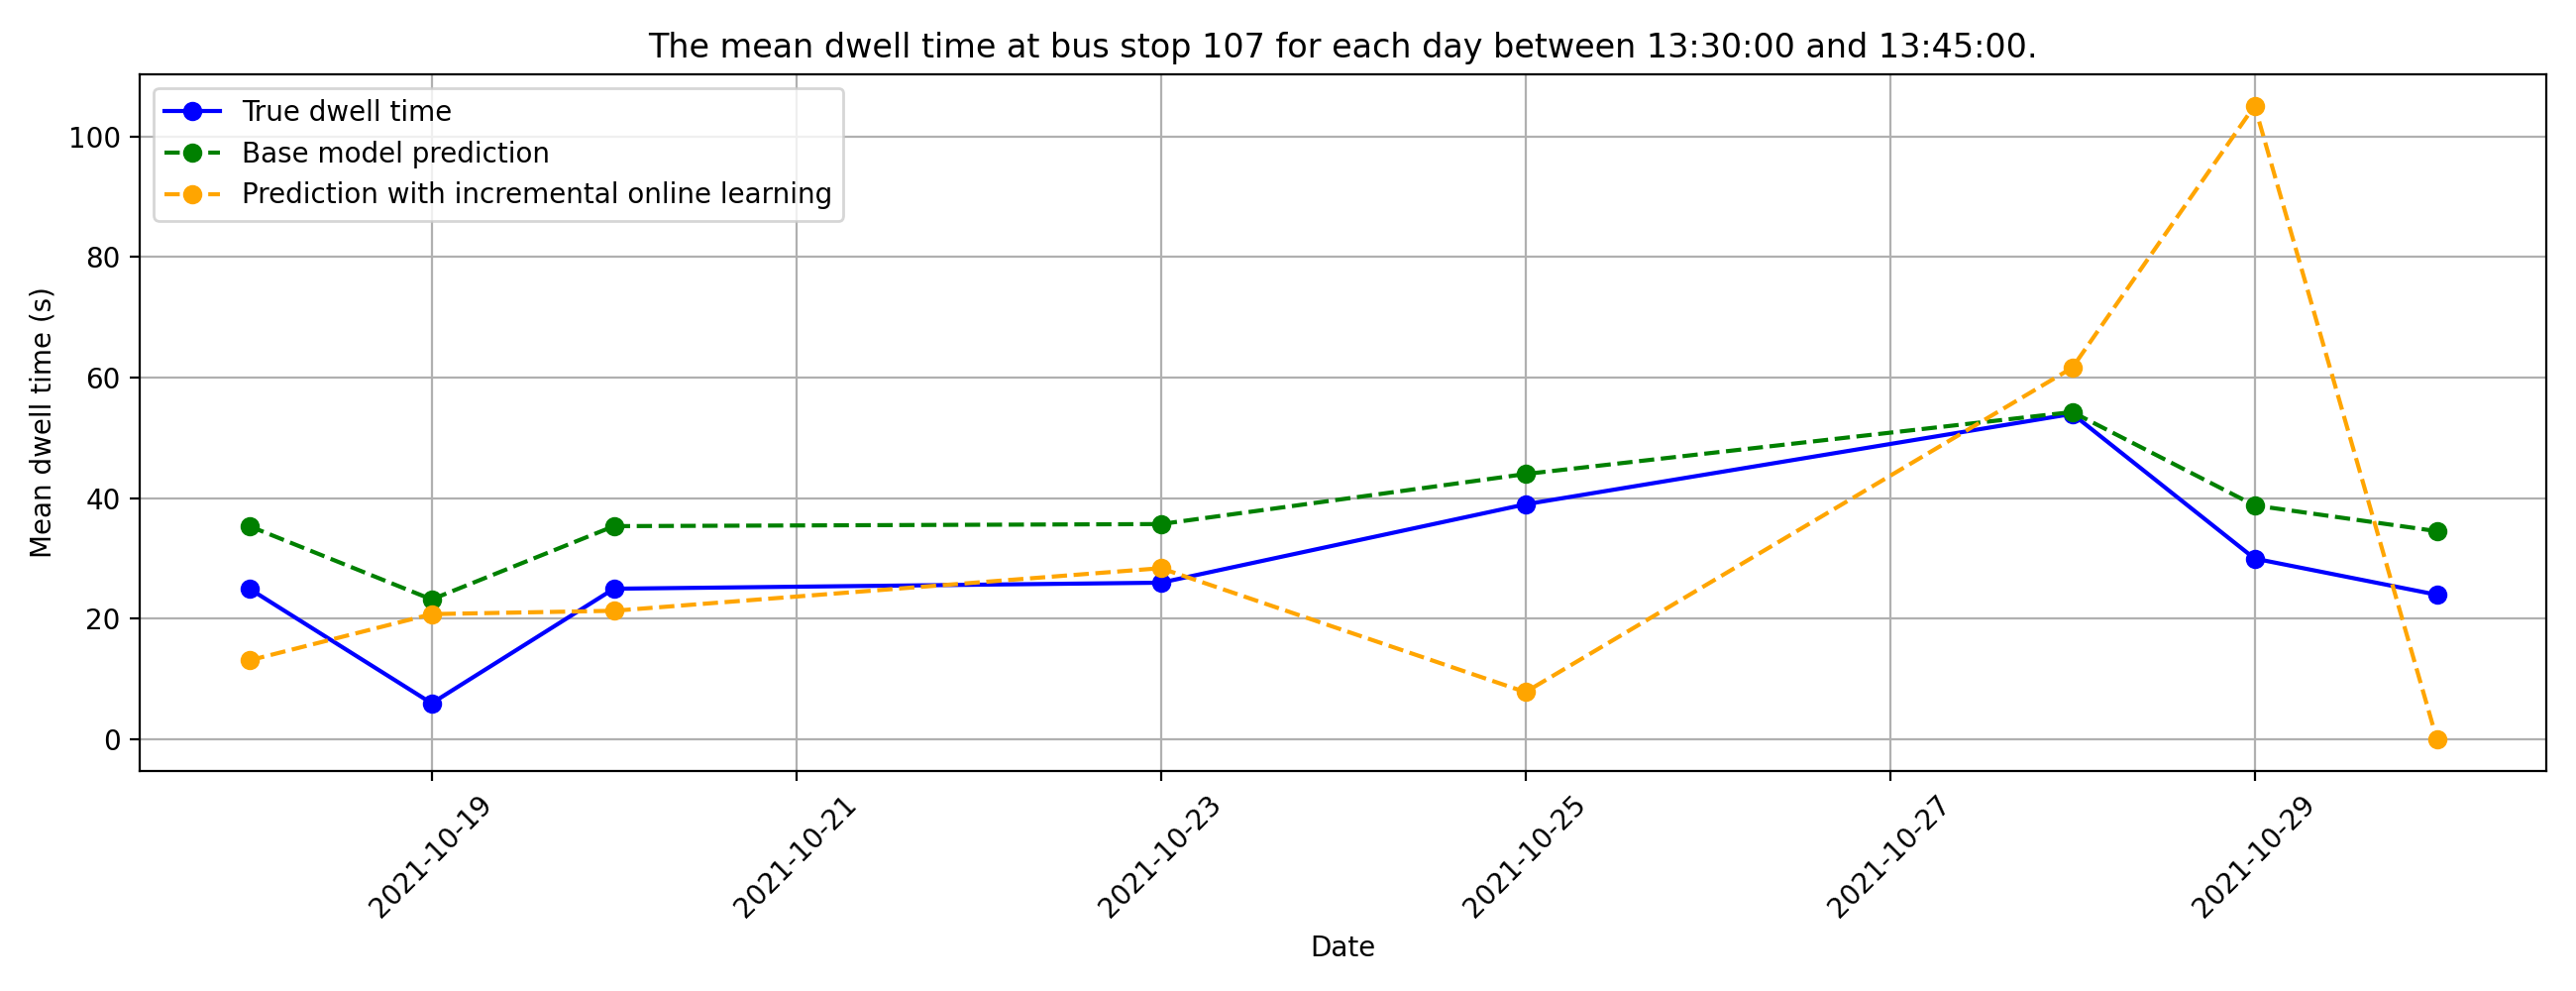 The mean dwell time at bus stop 107 for each day between 13:30:00 and 13:45:00.
True dwell time
Base model prediction
Prediction with incremental online learning
Mean dwell time (s)
100
80
60
40
20
0
2021-10-19
2021-10-21
2021-10-23
2021-10-25
2021-10-27
2021-10-29
Date